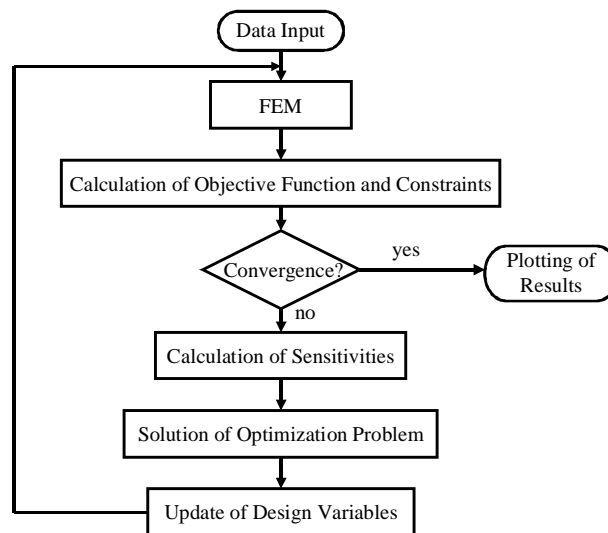 Data Input
FEM
Calculation of Objective Function and Constraints
Convergence?
yes
Plotting of
Results
no
Calculation of Sensitivities
Solution of Optimization Problem
Update of Design Variables